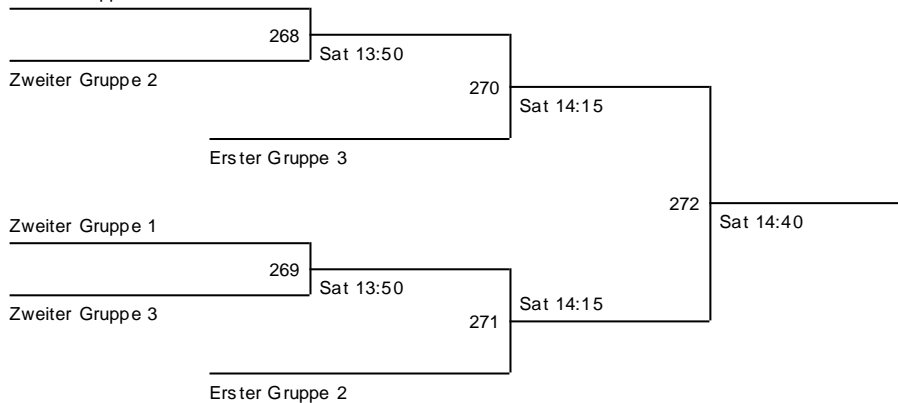 268
Sat 13:50
Zweiter Gruppe 2
270
Sat 14:15
Erster Gruppe 3
272
Sat 14:40
Zweiter Gruppe 1
269
Sat 13:50
Zweiter Gruppe 3
271
Sat 14:15
Erster Gruppe 2